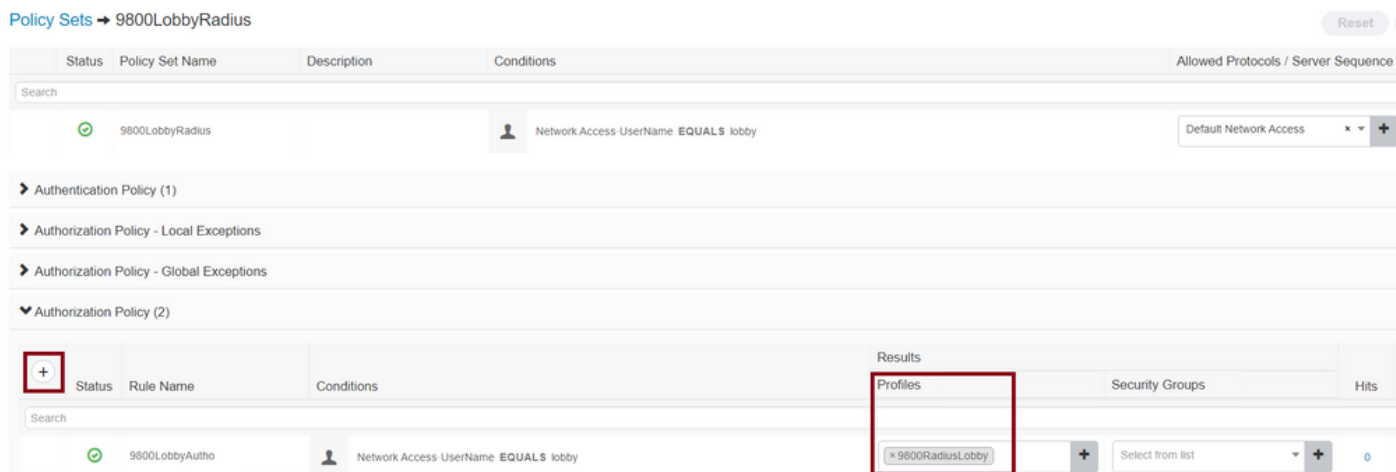 Policy Sets → 9800LobbyRadius
Reset
Status Policy Set Name Description Conditions Allowed Protocols / Server Sequence
Search
9800LobbyRadius Network Access·UserName EQUALS lobby Default Network Access × +
Authentication Policy (1)
Authorization Policy - Local Exceptions
Authorization Policy - Global Exceptions
Authorization Policy (2)
Results
+ Status Rule Name Conditions Profiles Security Groups Hits
Search
9800LobbyAutho Network Access·UserName EQUALS lobby × 9800RadiusLobby + Select from list + 0